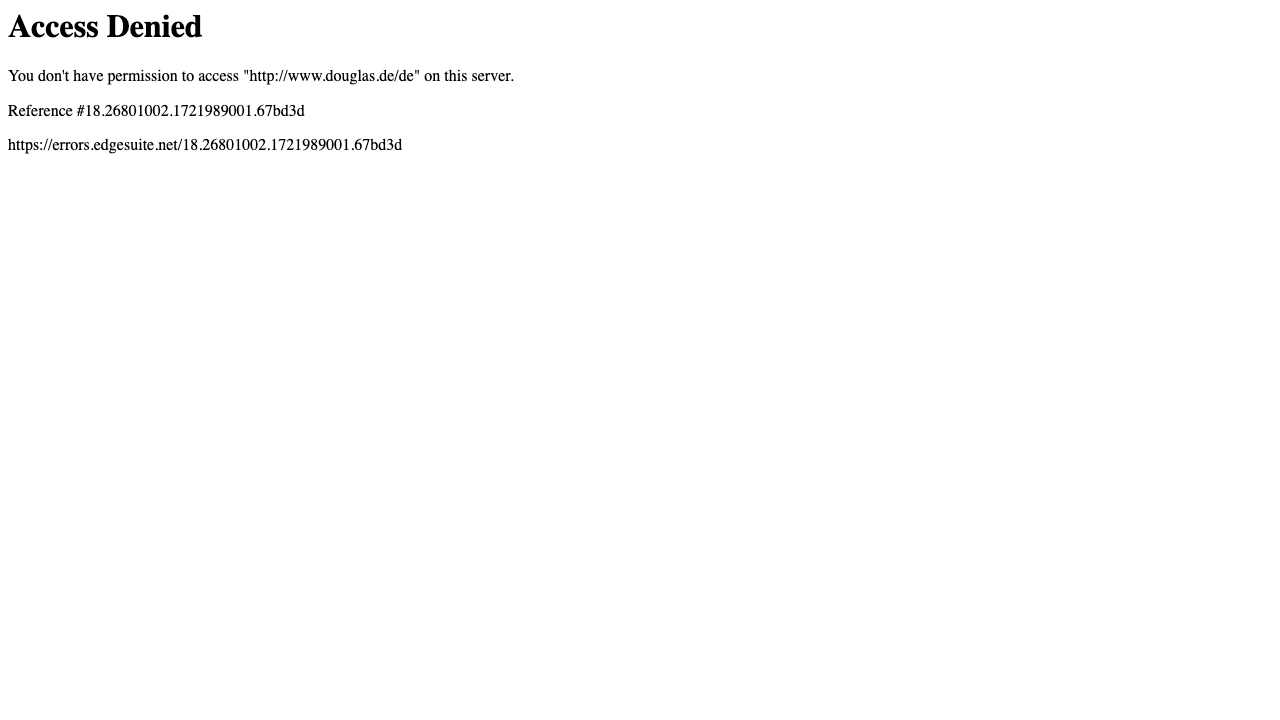 Access Denied
You don't have permission to access "http://www.douglas.de/de" on this server.
Reference #18.26801002.1721989001.67bd3d
https://errors.edgesuite.net/18.26801002.1721989001.67bd3d